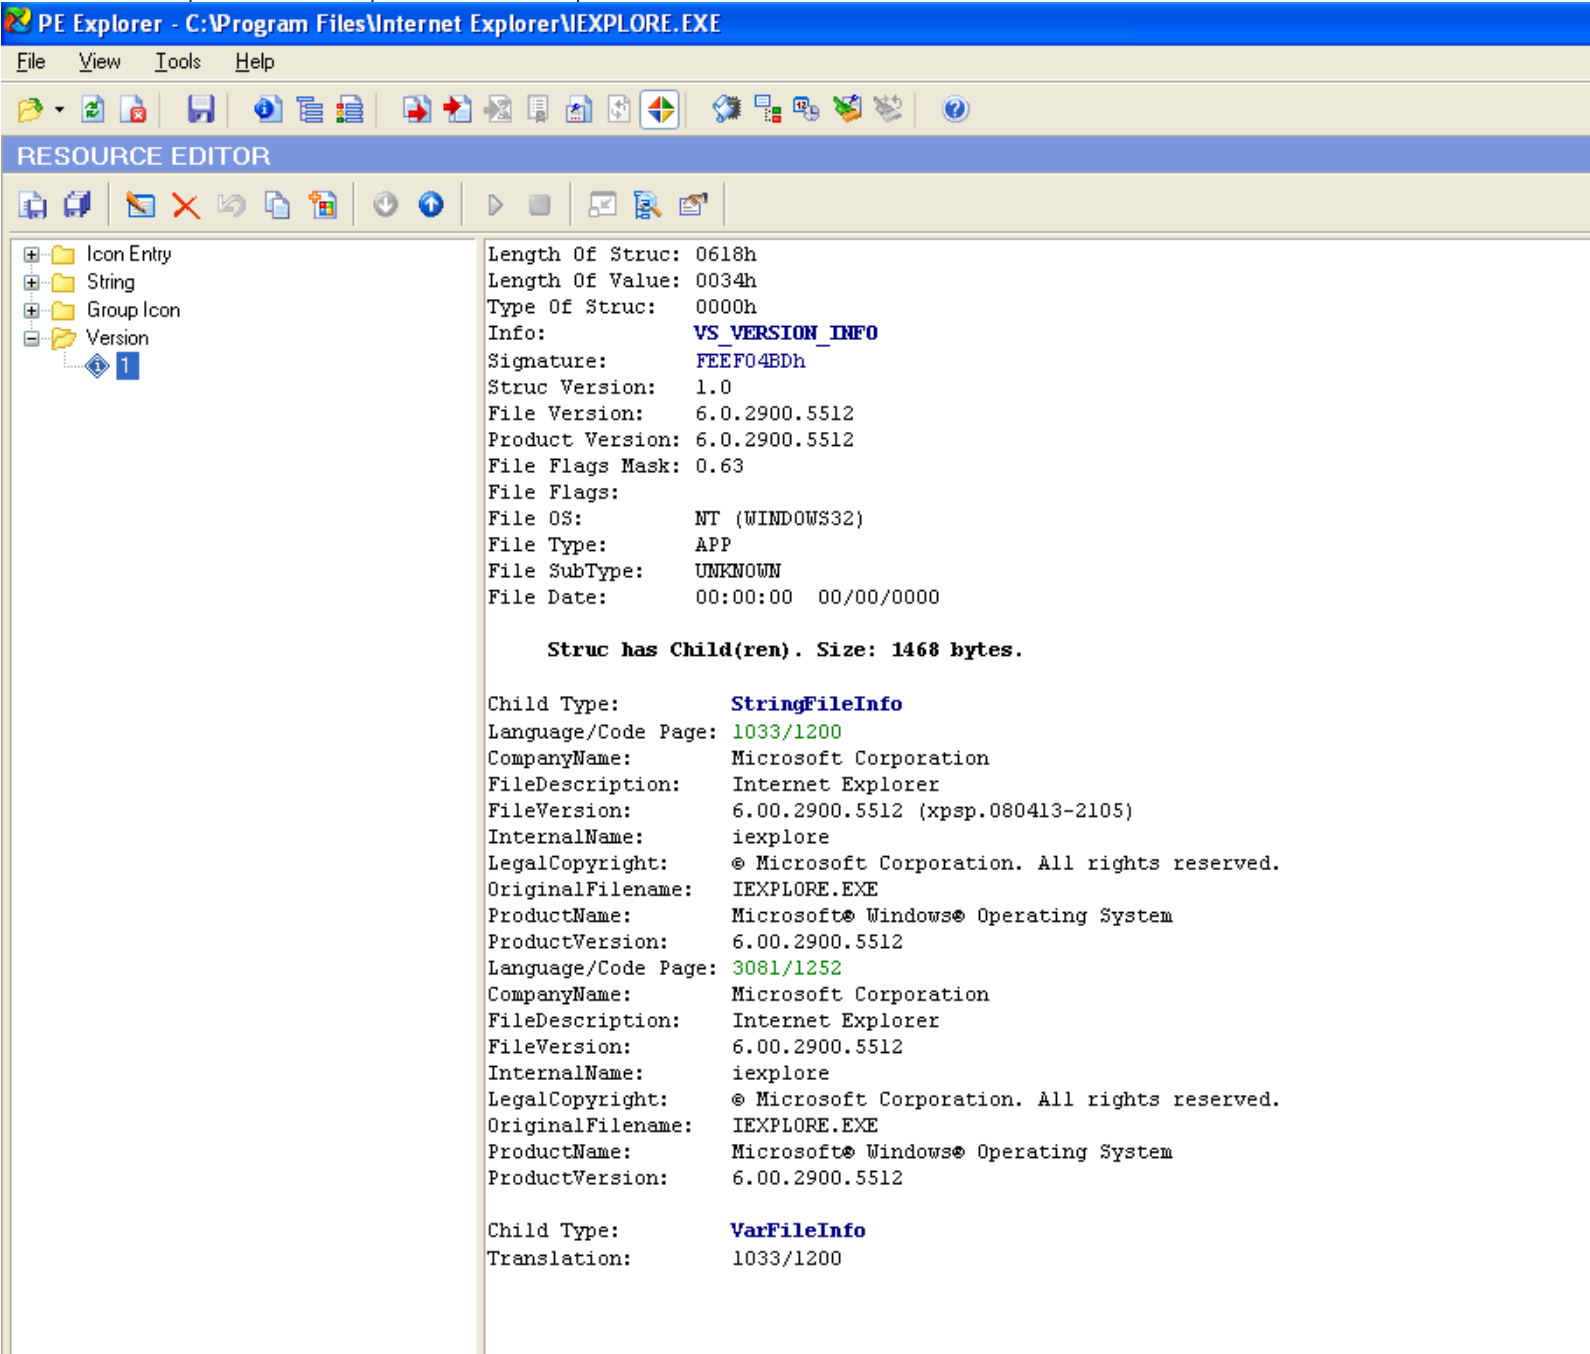 PE Explorer - C:\Program Files\Internet Explorer\IEXPLORE.EXE
File View Tools Help
RESOURCE EDITOR
Icon Entry
String
Group Icon
Version
1
Length Of Struc: 0618h
Length Of Value: 0034h
Type Of Struc: 0000h
Info: VS_VERSION_INFO
Signature: FEEF04BDh
Struc Version: 1.0
File Version: 6.0.2900.5512
Product Version: 6.0.2900.5512
File Flags Mask: 0.63
File Flags:
File OS: NT (WINDOWS32)
File Type: APP
File SubType: UNKNOWN
File Date: 00:00:00 00/00/0000
Struc has Child(ren). Size: 1468 bytes.
Child Type: StringFileInfo
Language/Code Page: 1033/1200
CompanyName: Microsoft Corporation
FileDescription: Internet Explorer
FileVersion: 6.00.2900.5512 (xpsp.080413-2105)
InternalName: iexplore
LegalCopyright: © Microsoft Corporation. All rights reserved.
OriginalFilename: IEXPLORE.EXE
ProductName: Microsoft® Windows® Operating System
ProductVersion: 6.00.2900.5512
Language/Code Page: 3081/1252
CompanyName: Microsoft Corporation
FileDescription: Internet Explorer
FileVersion: 6.00.2900.5512
InternalName: iexplore
LegalCopyright: © Microsoft Corporation. All rights reserved.
OriginalFilename: IEXPLORE.EXE
ProductName: Microsoft® Windows® Operating System
ProductVersion: 6.00.2900.5512
Child Type: VarFileInfo
Translation: 1033/1200